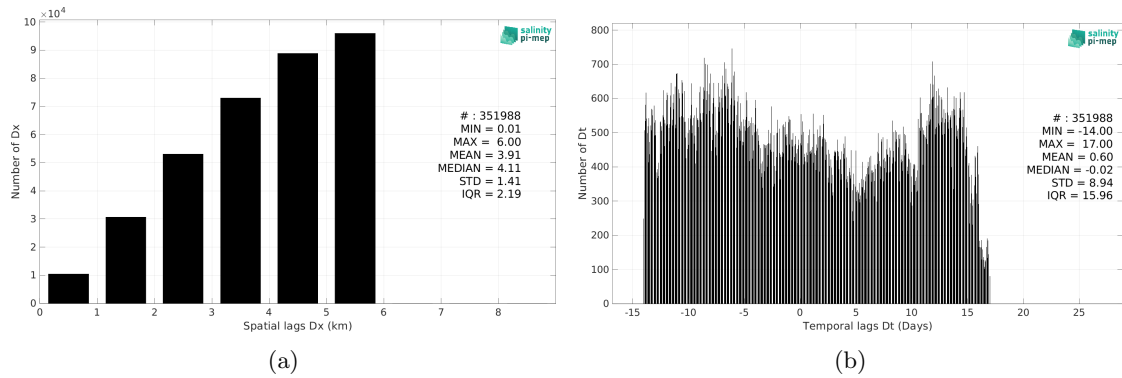 ×10⁴
10
9
8
7
6
5
4
3
2
1
0
Number of Dx
0 1 2 3 4 5 6 7 8
Spatial lags Dx (km)
salinity
pi-mep
# : 351988
MIN = 0.01
MAX = 6.00
MEAN = 3.91
MEDIAN = 4.11
STD = 1.41
IQR = 2.19
(a)
800
700
600
500
400
300
200
100
0
Number of Dt
-15 -10 -5 0 5 10 15 20 25
Temporal lags Dt (Days)
salinity
pi-mep
# : 351988
MIN = -14.00
MAX = 17.00
MEAN = 0.60
MEDIAN = -0.02
STD = 8.94
IQR = 15.96
(b)